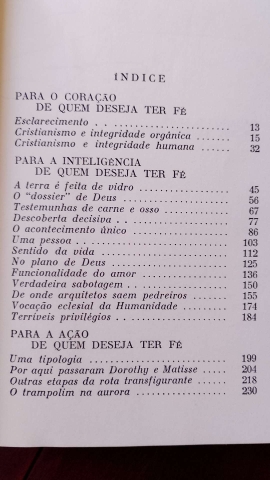 ÍNDICE
PARA O CORAÇÃO
DE QUEM DESEJA TER FÉ
Esclarecimento . . . . . . . . . . . . . . . . . . . . 13
Cristianismo e integridade orgânica . . . . . . 15
Cristianismo e integridade humana . . . . . . 32
PARA A INTELIGÊNCIA
DE QUEM DESEJA TER FÉ
A terra é feita de vidro . . . . . . . . . . . . . . 45
O "dossier" de Deus . . . . . . . . . . . . . . . . 56
Testemunhas de carne e osso . . . . . . . . . . 67
Descoberta decisiva . . . . . . . . . . . . . . . . 77
O acontecimento único . . . . . . . . . . . . . . 86
Uma pessoa . . . . . . . . . . . . . . . . . . . . . . 103
Sentido da vida . . . . . . . . . . . . . . . . . . . 112
No plano de Deus . . . . . . . . . . . . . . . . . . 125
Funcionalidade do amor . . . . . . . . . . . . . 136
Verdadeira sabotagem . . . . . . . . . . . . . . . 150
De onde arquitetos saem pedreiros . . . . . . 155
Vocação eclesial da Humanidade . . . . . . . . 174
Terríveis privilégios . . . . . . . . . . . . . . . . . 184
PARA A AÇÃO
DE QUEM DESEJA TER FÉ
Uma tipologia . . . . . . . . . . . . . . . . . . . . 199
Por aqui passaram Dorothy e Matisse . . . . 204
Outras etapas da rota transfigurante . . . . . 218
O trampolim na aurora . . . . . . . . . . . . . . 230